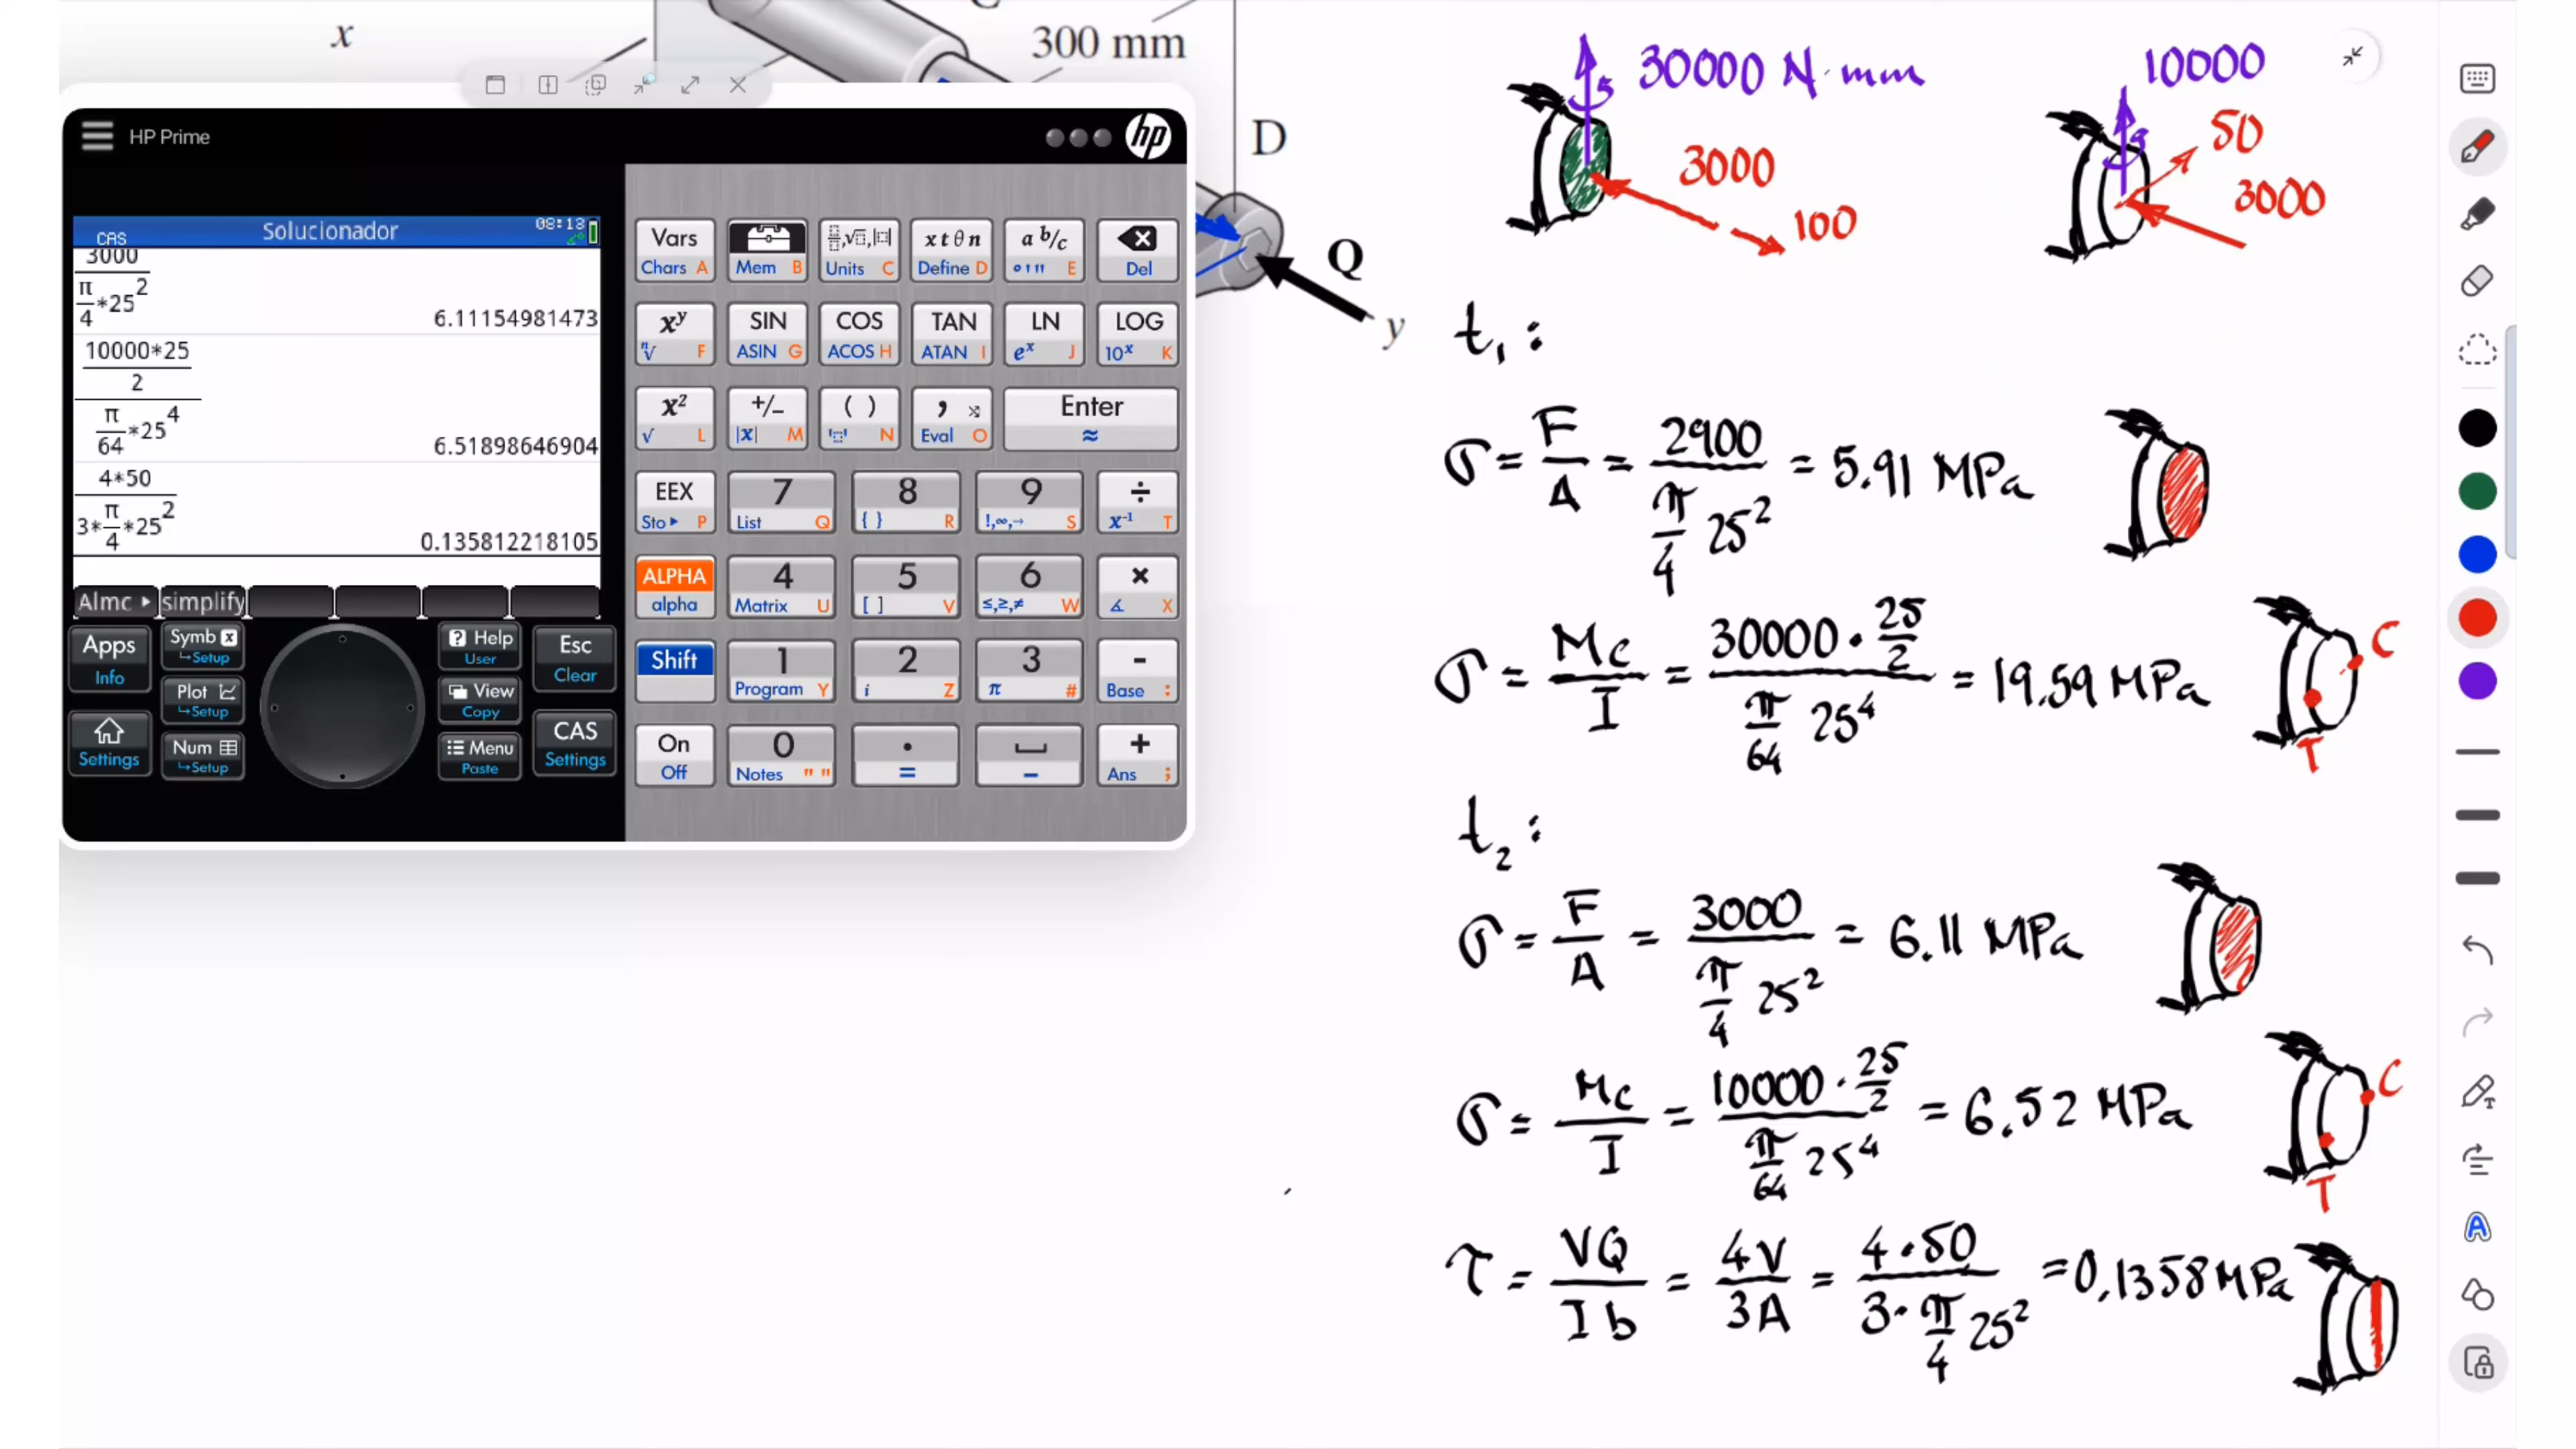 x
300 mm
D
Q
y
HP Prime
hp
CAS
Solucionador
08:13
3000
π/4*25^2
6.11154981473
10000*25
2
π/64*25^4
6.51898646904
4*50
3*π/4*25^2
0.135812218105
Almc ▸ simplify
Apps Info
Symb Setup
Plot Setup
Settings
Num Setup
? Help User
View Copy
Menu Paste
Esc Clear
CAS Settings
Vars Chars A
Mem B
Units C
x t θ n Define D
a b/c E
Del
x^y F
SIN ASIN G
COS ACOS H
TAN ATAN I
LN e^x J
LOG 10^x K
x² √ L
+/− |x| M
( ) N
, Eval O
Enter ≈
EEX Sto ▸ P
7 List Q
8 { } R
9 !,∞,→ S
÷ x⁻¹ T
ALPHA alpha
4 Matrix U
5 [ ] V
6 ≤,≥,≠ W
× ∡ X
Shift
1 Program Y
2 i Z
3 π #
- Base :
On Off
0 Notes " "
. =
_
+ Ans ;
30000 N·mm
3000
100
10000
50
3000
t₁:
σ = F/A = 2900/(π/4 25²) = 5.91 MPa
σ = Mc/I = (30000 · 25/2)/(π/64 25⁴) = 19.59 MPa
C
T
t₂:
σ = F/A = 3000/(π/4 25²) = 6.11 MPa
σ = Mc/I = (10000 · 25/2)/(π/64 25⁴) = 6.52 MPa
C
T
τ = VQ/Ib = 4V/3A = 4·50/(3·π/4 25²) = 0,1358 MPa
A